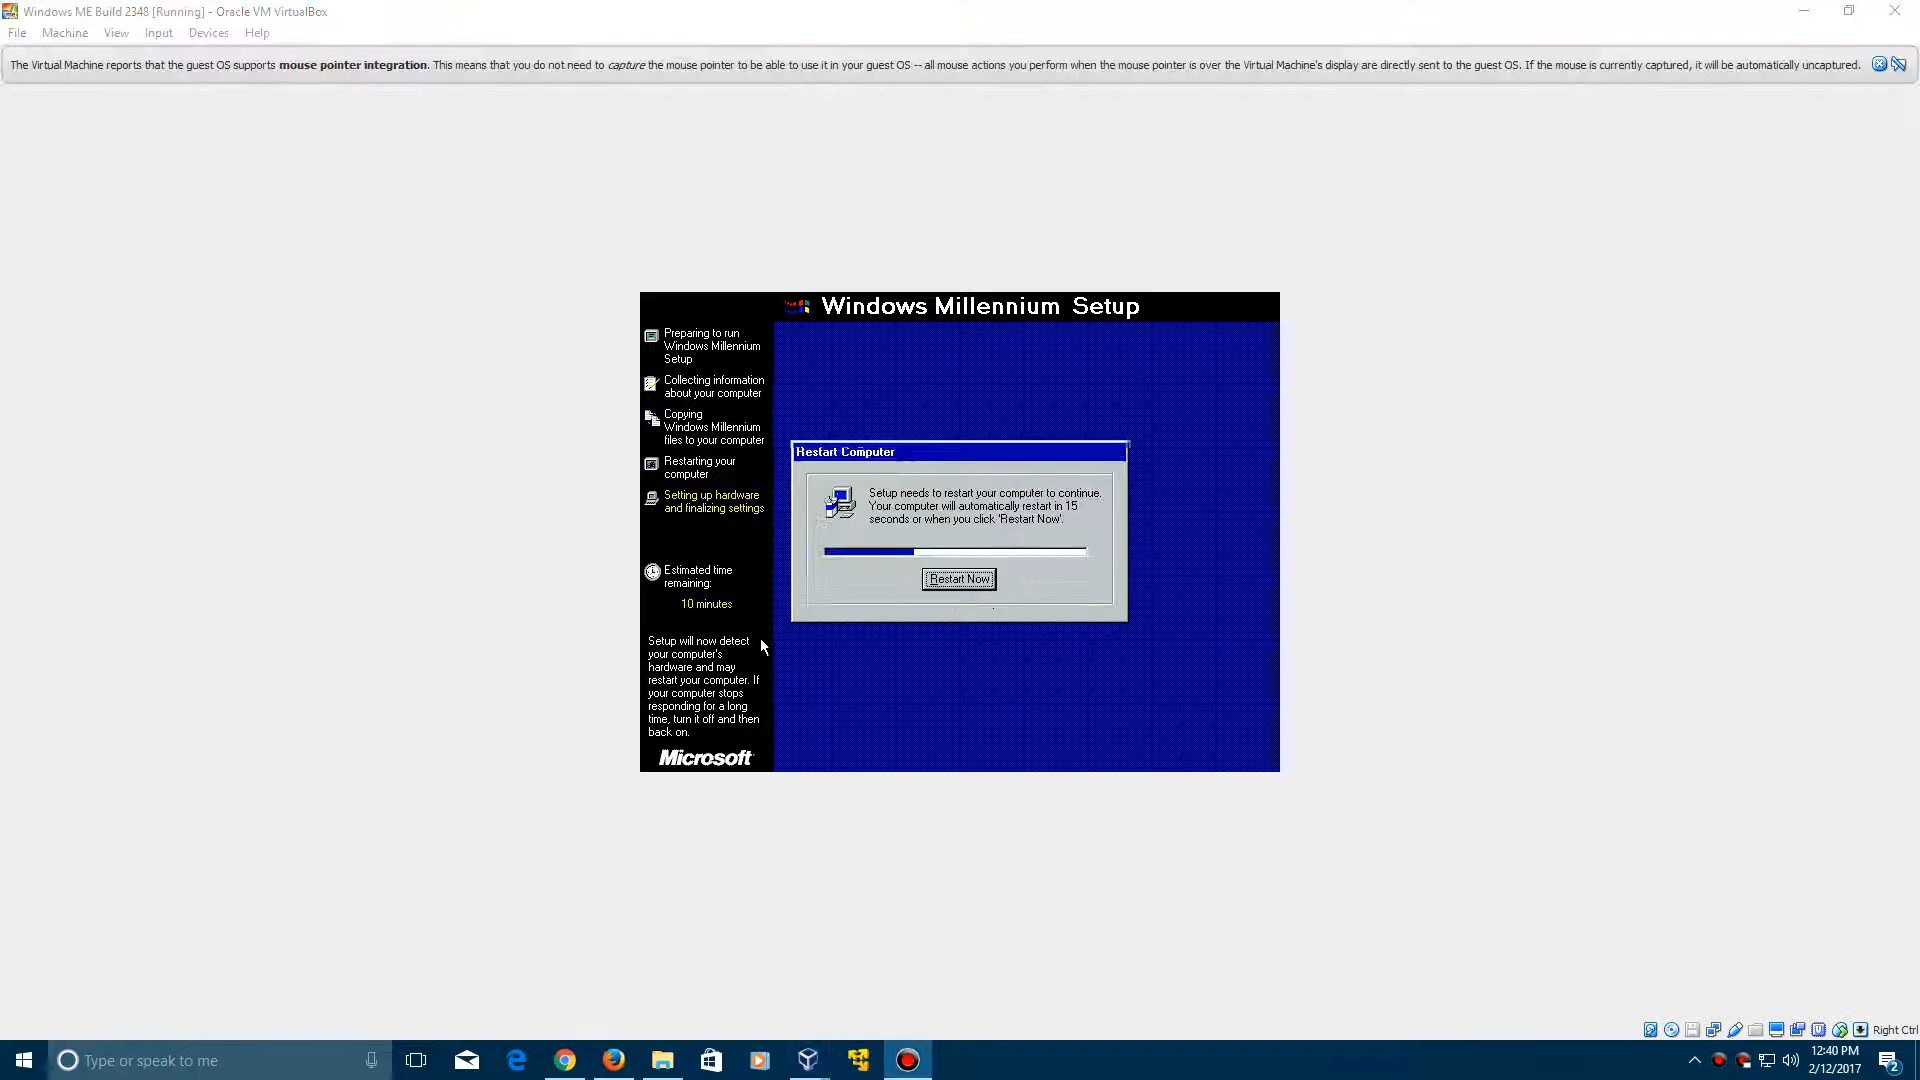 Windows ME Build 2348 [Running] - Oracle VM VirtualBox
File Machine View Input Devices Help
The Virtual Machine reports that the guest OS supports mouse pointer integration. This means that you do not need to capture the mouse pointer to be able to use it in your guest OS -- all mouse actions you perform when the mouse pointer is over the Virtual Machine's display are directly sent to the guest OS. If the mouse is currently captured, it will be automatically uncaptured.
Windows Millennium Setup
Preparing to run
Windows Millennium
Setup
Collecting information
about your computer
Copying
Windows Millennium
files to your computer
Restarting your
computer
Setting up hardware
and finalizing settings
Estimated time
remaining:
10 minutes
Setup will now detect
your computer's
hardware and may
restart your computer. If
your computer stops
responding for a long
time, turn it off and then
back on.
Microsoft
Restart Computer
Setup needs to restart your computer to continue.
Your computer will automatically restart in 15
seconds or when you click 'Restart Now'.
Restart Now
Right Ctrl
Type or speak to me
12:40 PM
2/12/2017
2